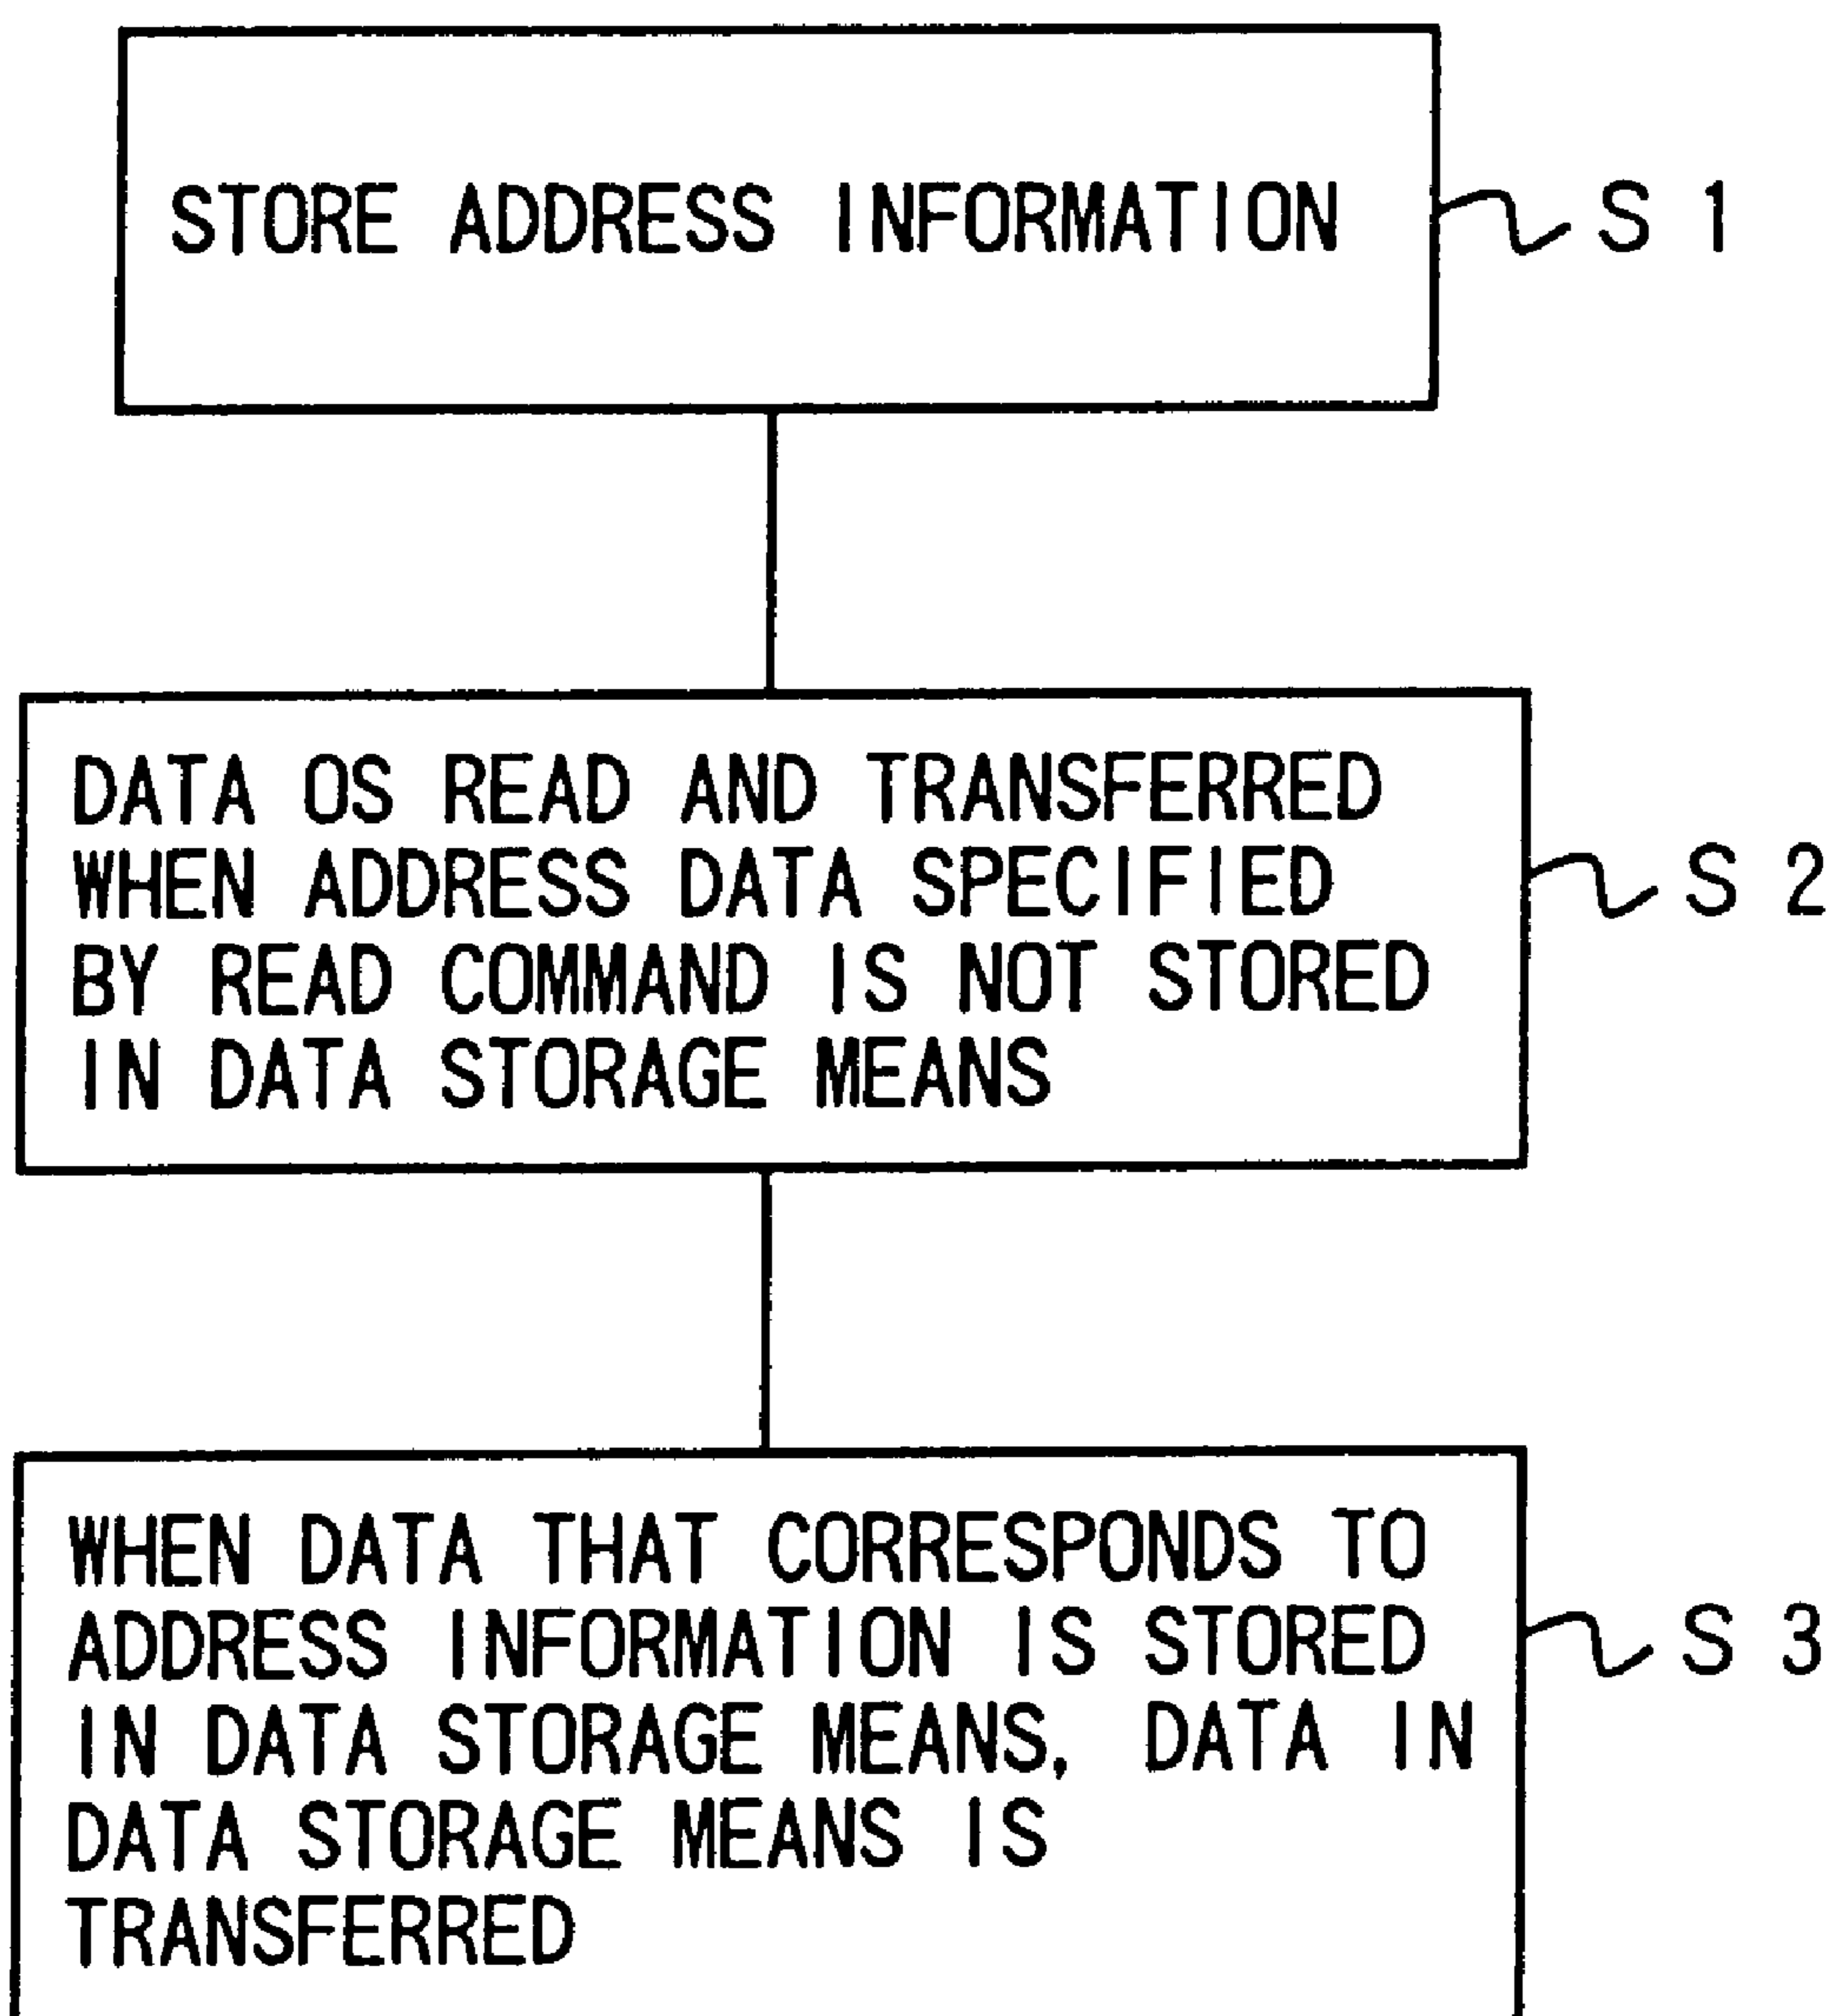 STORE ADDRESS INFORMATION
S 1
DATA OS READ AND TRANSFERRED
WHEN ADDRESS DATA SPECIFIED
BY READ COMMAND IS NOT STORED
IN DATA STORAGE MEANS
S 2
WHEN DATA THAT CORRESPONDS TO
ADDRESS INFORMATION IS STORED
IN DATA STORAGE MEANS, DATA IN
DATA STORAGE MEANS IS
TRANSFERRED
S 3